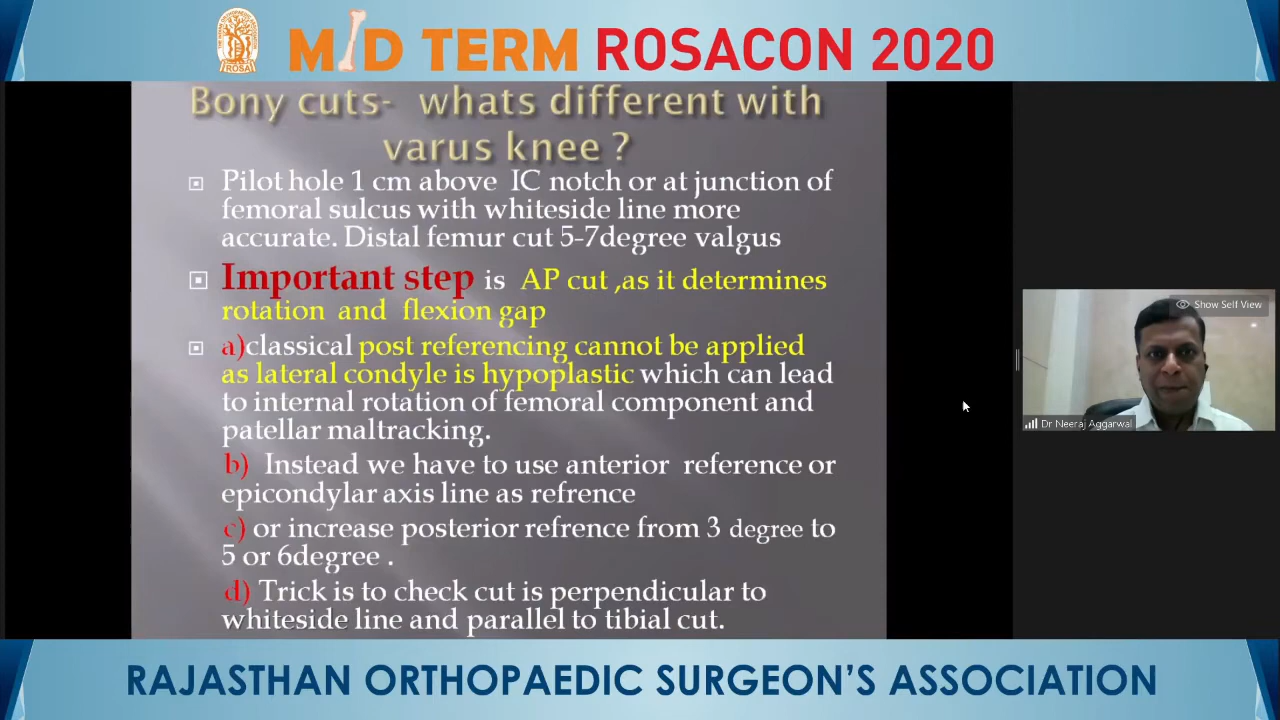 ROSA
MID TERM ROSACON 2020
Bony cuts- whats different with
varus knee ?
Pilot hole 1 cm above IC notch or at junction of
femoral sulcus with whiteside line more
accurate. Distal femur cut 5-7degree valgus
Important step is AP cut ,as it determines
rotation and flexion gap
a)classical post referencing cannot be applied
as lateral condyle is hypoplastic which can lead
to internal rotation of femoral component and
patellar maltracking.
b) Instead we have to use anterior reference or
epicondylar axis line as refrence
c) or increase posterior refrence from 3 degree to
5 or 6degree .
d) Trick is to check cut is perpendicular to
whiteside line and parallel to tibial cut.
Show Self View
Dr Neeraj Aggarwal
RAJASTHAN ORTHOPAEDIC SURGEON'S ASSOCIATION